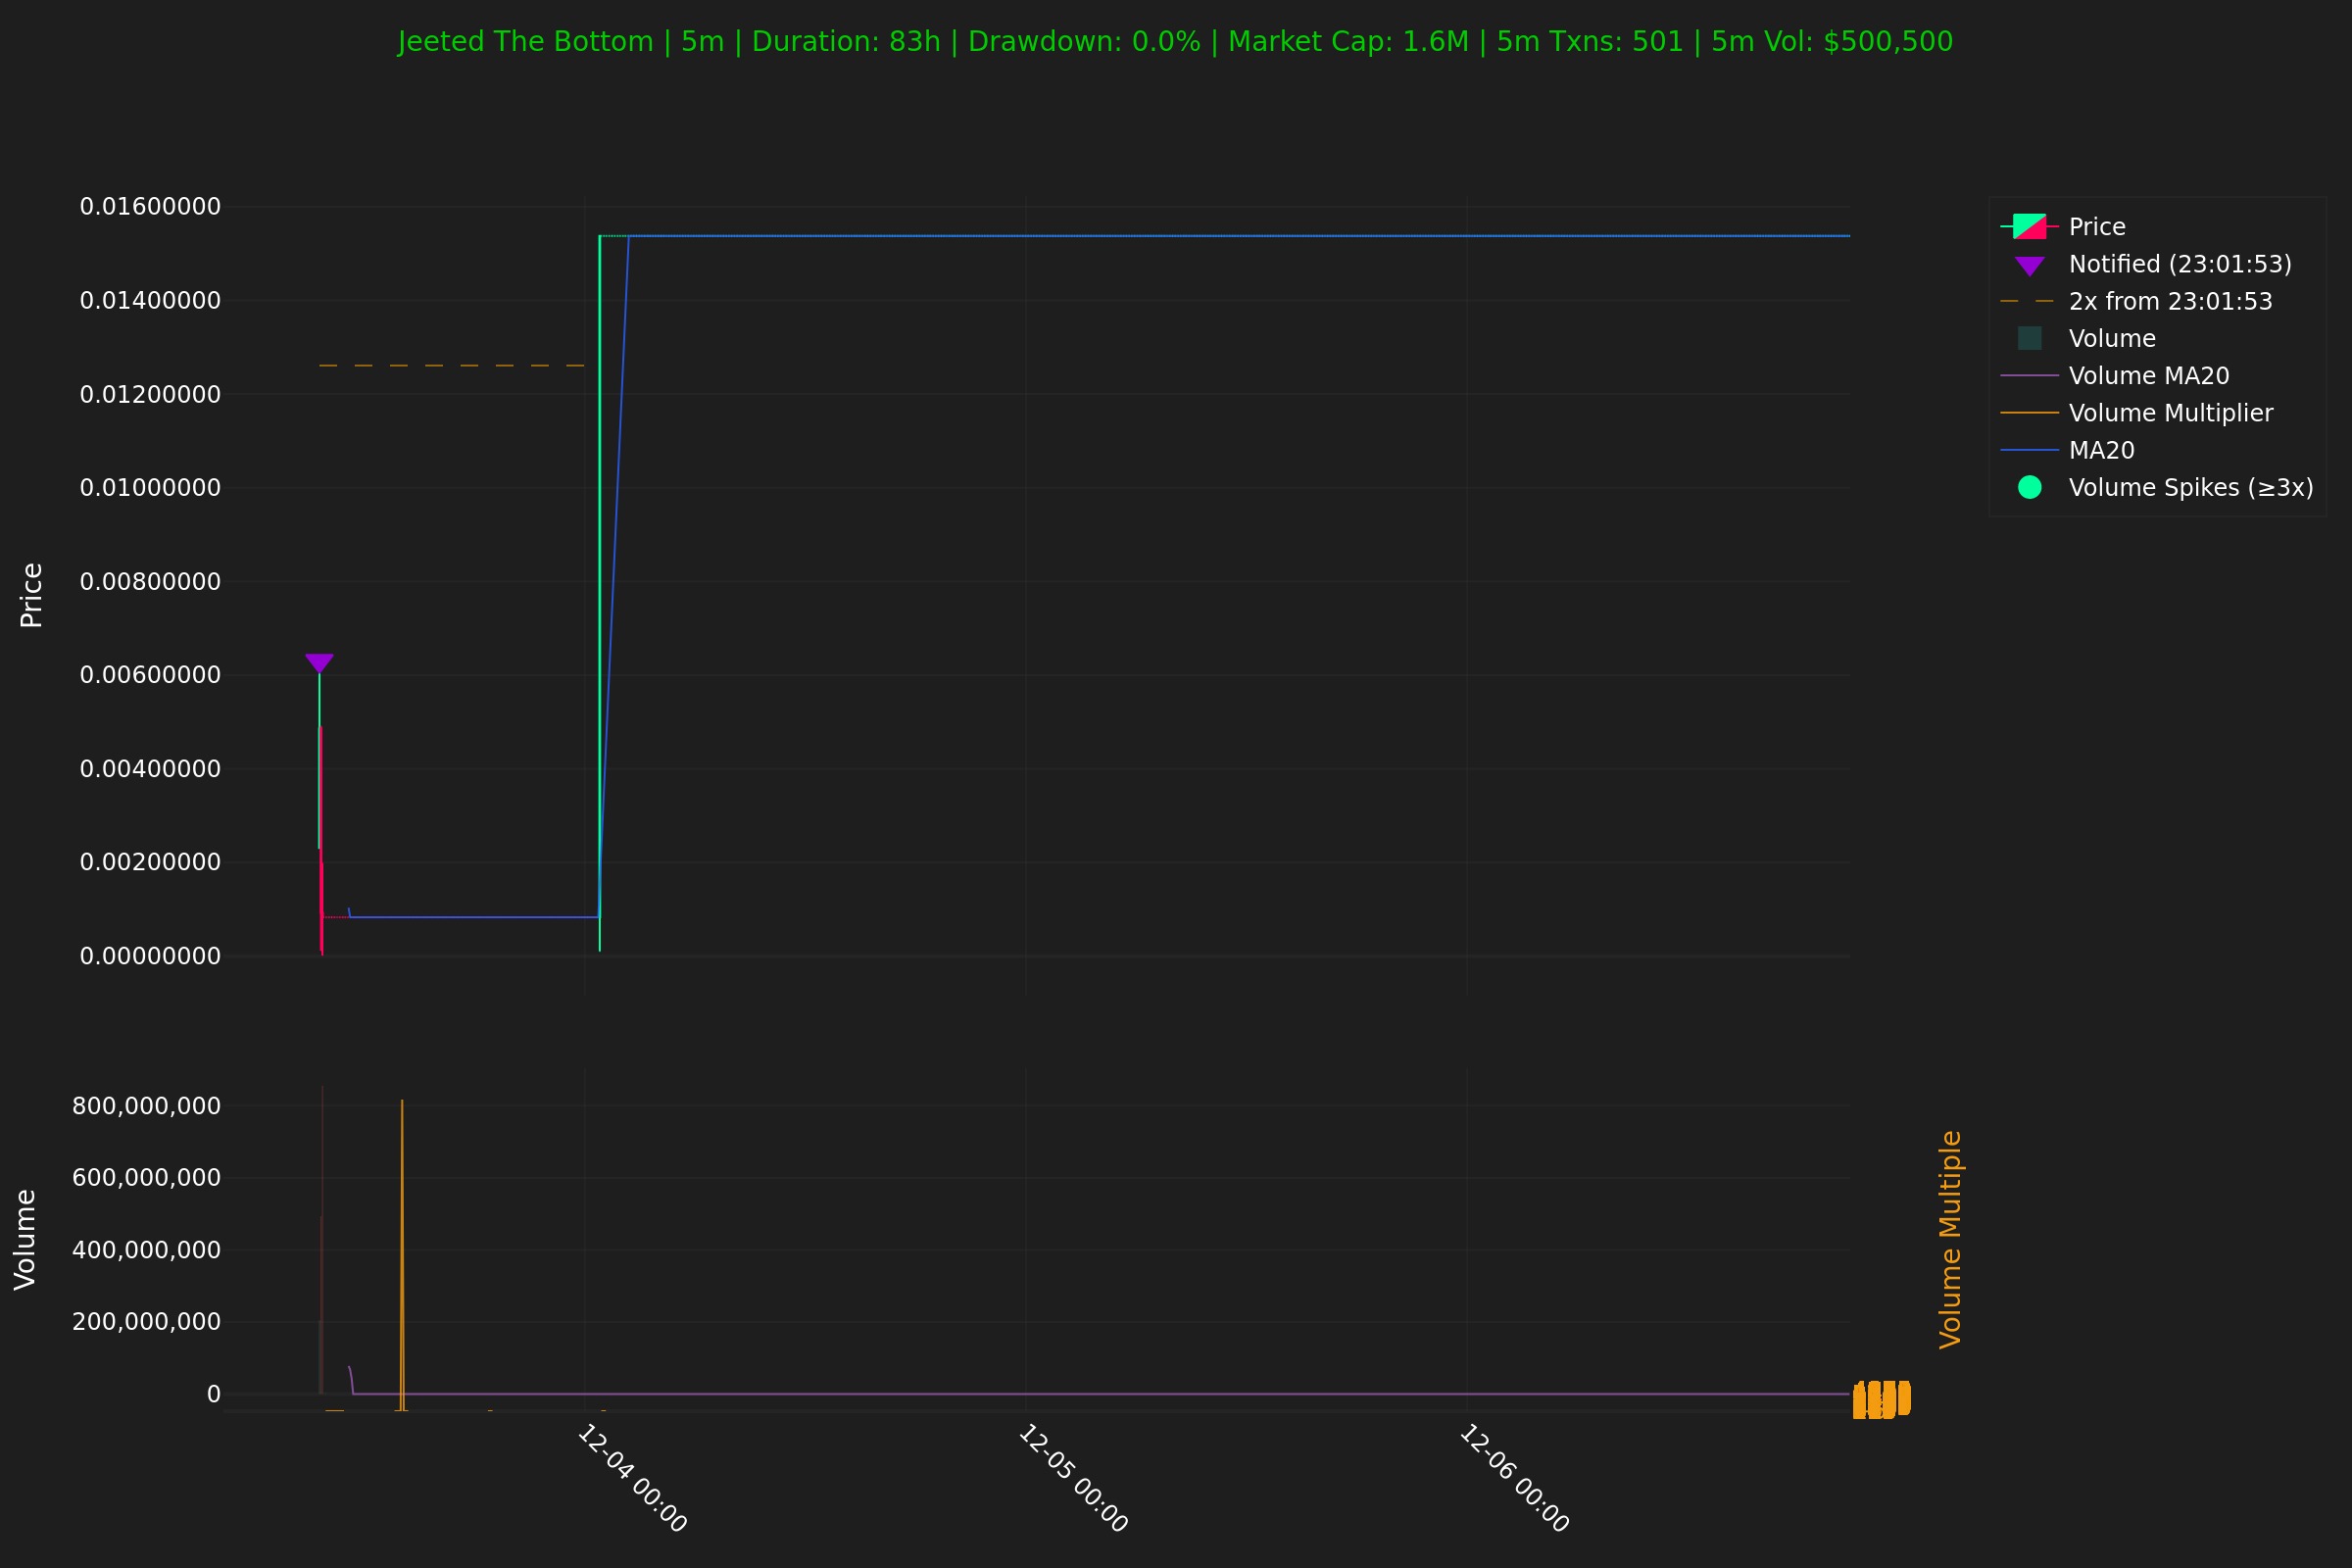 Jeeted The Bottom | 5m | Duration: 83h | Drawdown: 0.0% | Market Cap: 1.6M | 5m Txns: 501 | 5m Vol: $500,500
Price
0.01600000
0.01400000
0.01200000
0.01000000
0.00800000
0.00600000
0.00400000
0.00200000
0.00000000
Price
Notified (23:01:53)
2x from 23:01:53
Volume
Volume MA20
Volume Multiplier
MA20
Volume Spikes (≥3x)
Volume
800,000,000
600,000,000
400,000,000
200,000,000
0
Volume Multiple
12-04 00:00
12-05 00:00
12-06 00:00